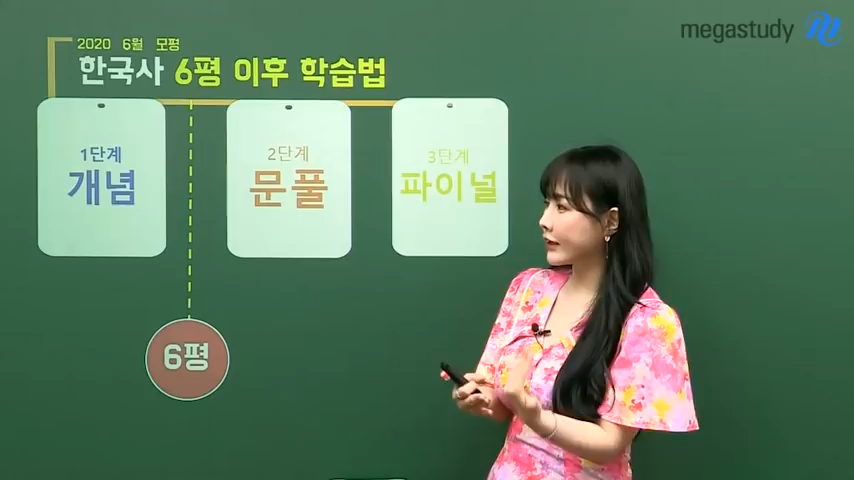 megastudy
2020 6월 모평
한국사 6평 이후 학습법
1단계
개념
2단계
문풀
3단계
파이널
6평